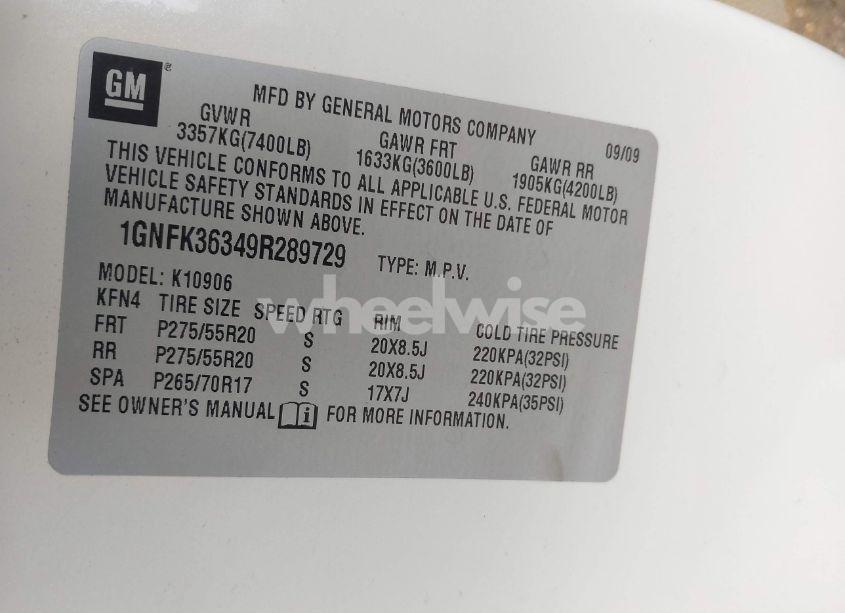 GM®
MFD BY GENERAL MOTORS COMPANY 09/09
GVWR GAWR FRT GAWR RR
3357KG(7400LB) 1633KG(3600LB) 1905KG(4200LB)
THIS VEHICLE CONFORMS TO ALL APPLICABLE U.S. FEDERAL MOTOR
VEHICLE SAFETY STANDARDS IN EFFECT ON THE DATE OF
MANUFACTURE SHOWN ABOVE.
1GNFK36349R289729 TYPE: M.P.V.
MODEL: K10906
KFN4 TIRE SIZE SPEED RTG RIM COLD TIRE PRESSURE
FRT P275/55R20 S 20X8.5J 220KPA(32PSI)
RR P275/55R20 S 20X8.5J 220KPA(32PSI)
SPA P265/70R17 S 17X7J 240KPA(35PSI)
SEE OWNER'S MANUAL i FOR MORE INFORMATION.
wheelwise